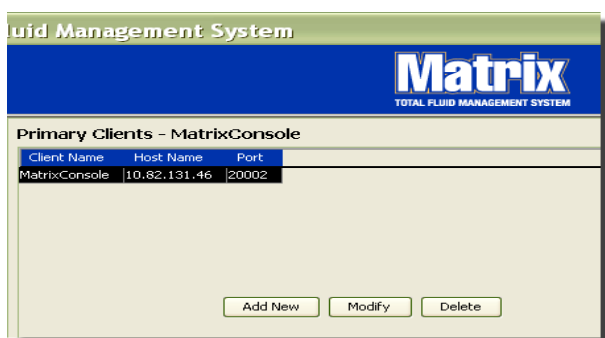 luid Management System
Matrix
TOTAL FLUID MANAGEMENT SYSTEM
Primary Clients - MatrixConsole
Client Name Host Name Port
MatrixConsole 10.82.131.46 20002
Add New Modify Delete